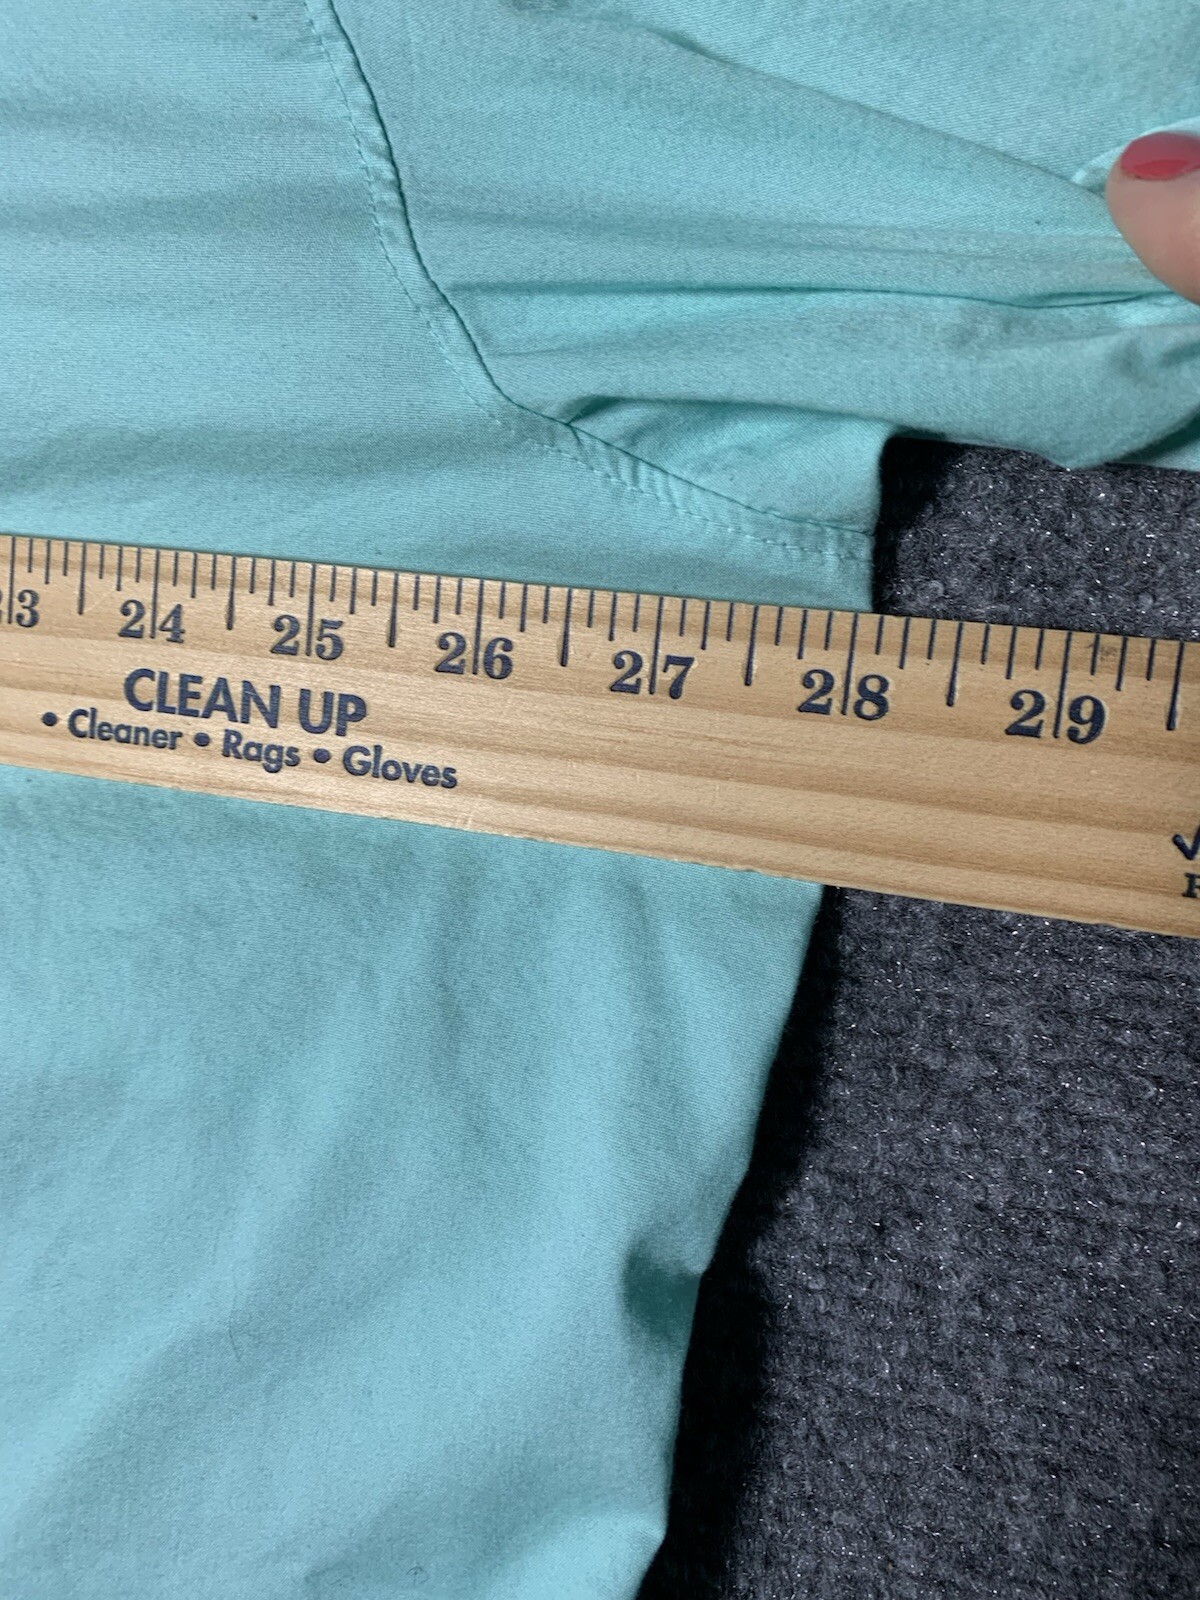 23 24 25 26 27 28 29
CLEAN UP
• Cleaner • Rags • Gloves